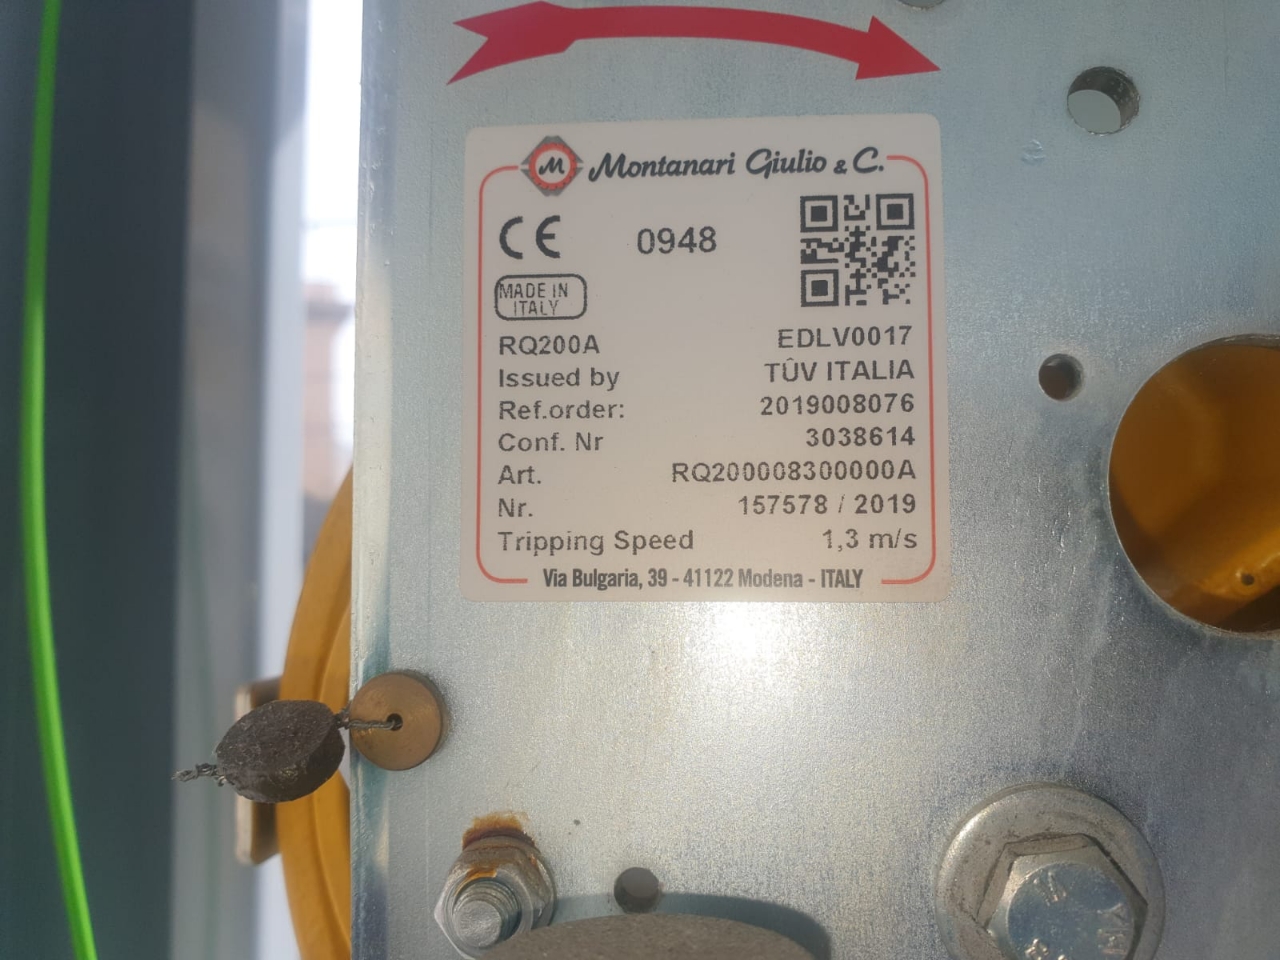 M Montanari Giulio & C.
CE 0948
MADE IN
ITALY
RQ200A EDLV0017
Issued by TÛV ITALIA
Ref.order: 2019008076
Conf. Nr 3038614
Art. RQ200008300000A
Nr. 157578 / 2019
Tripping Speed 1,3 m/s
Via Bulgaria, 39 - 41122 Modena - ITALY